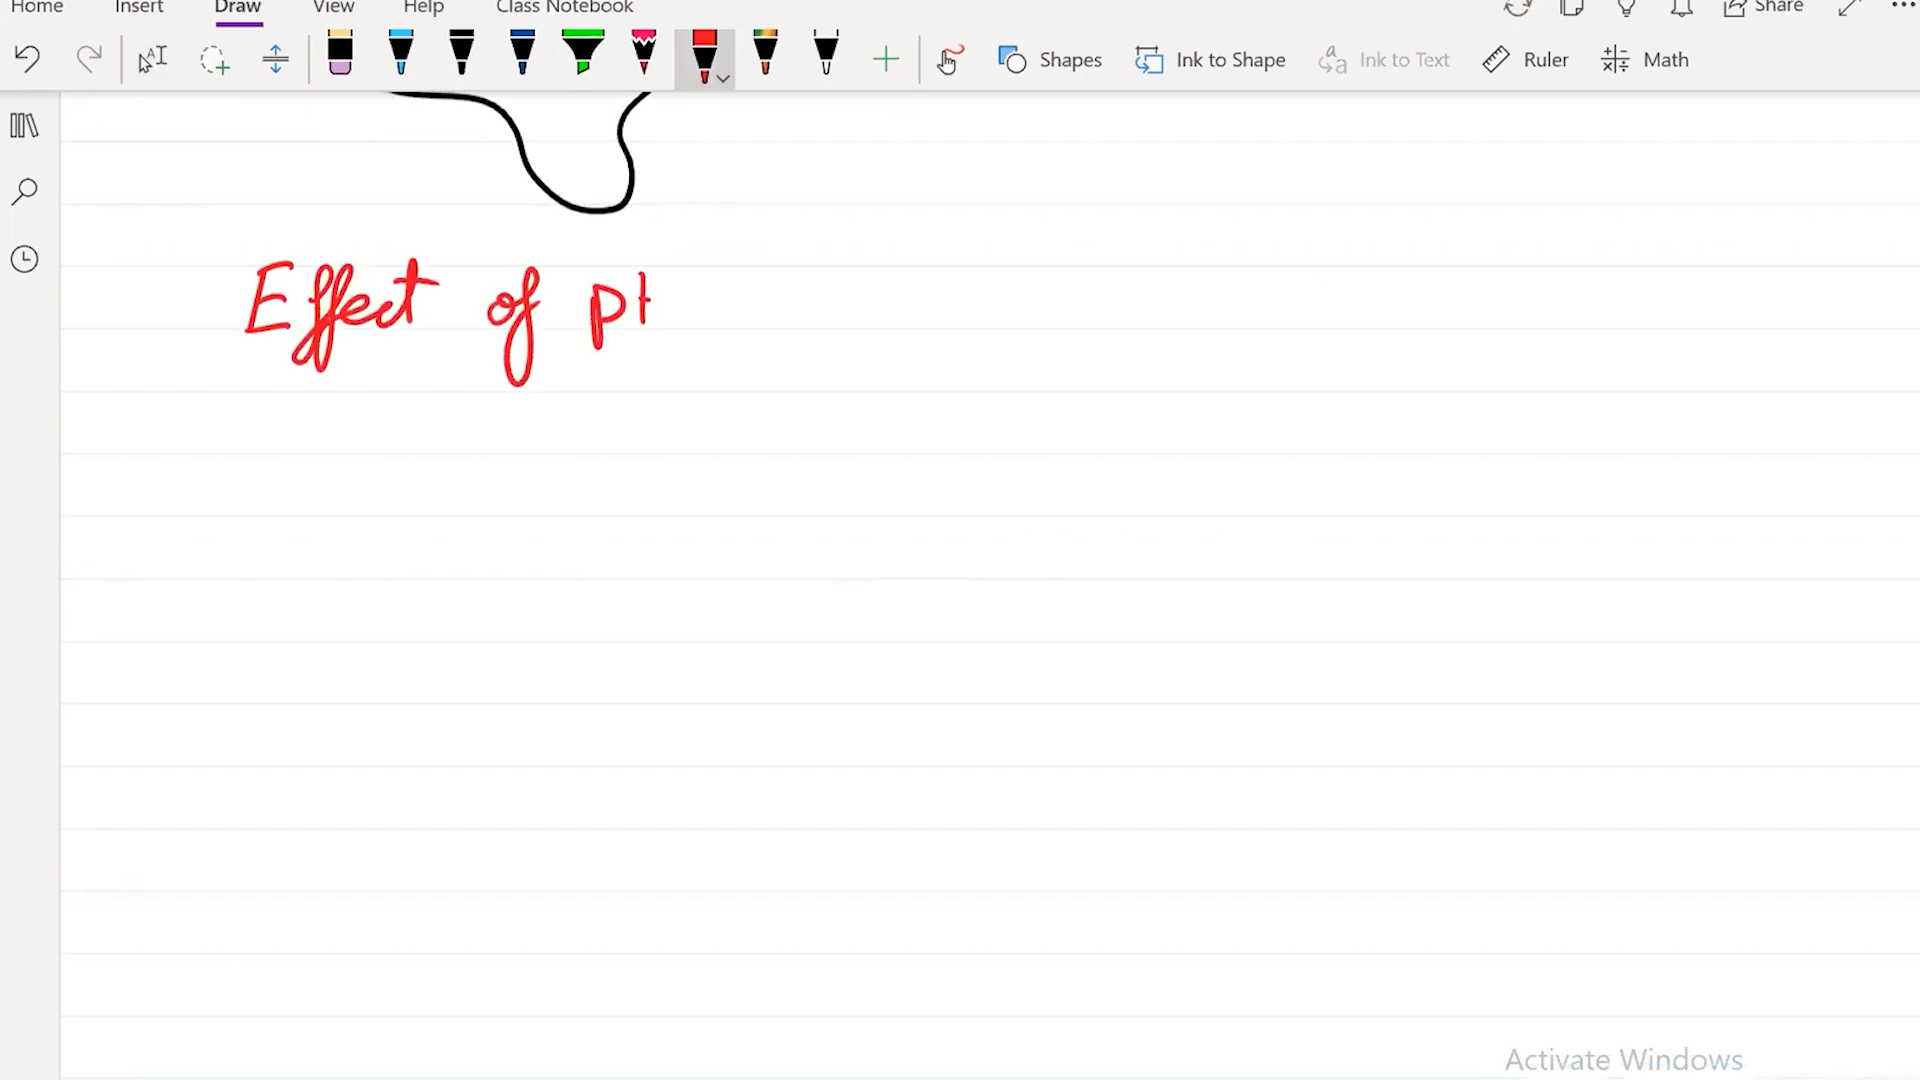 Home Insert Draw View Help Class Notebook Share
Shapes Ink to Shape Ink to Text Ruler Math
Effect of
Activate Windows